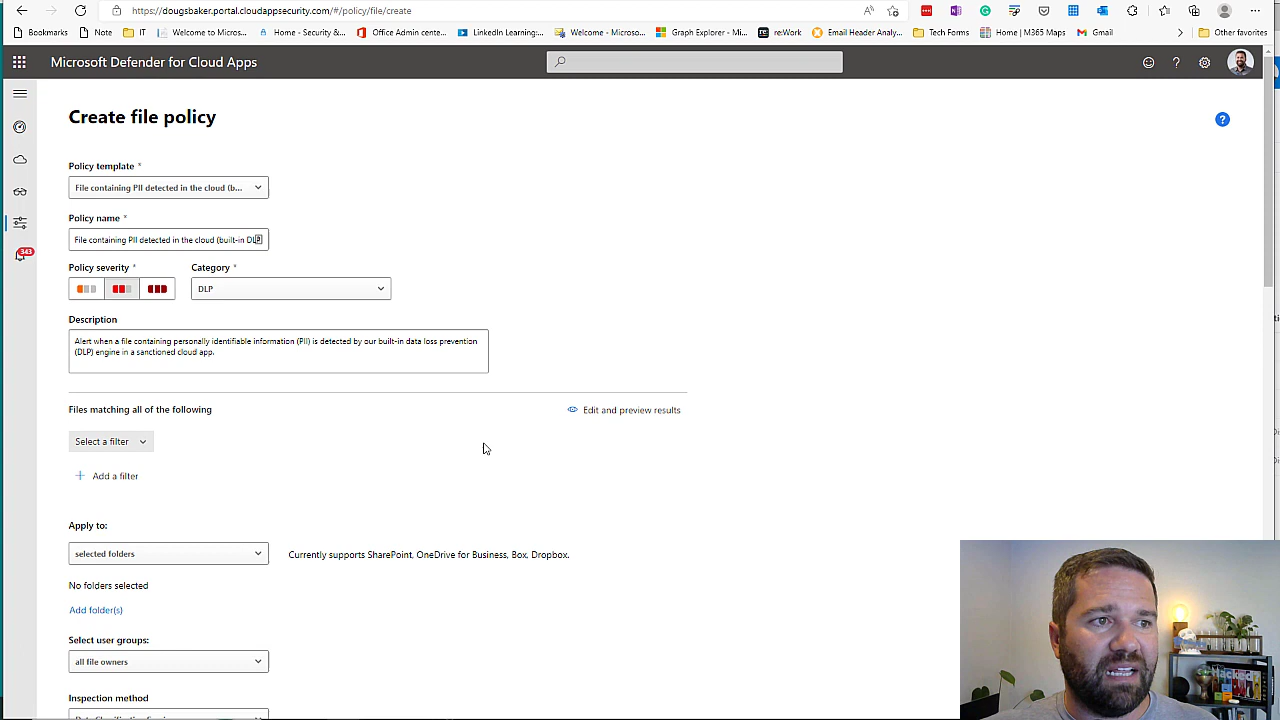 https://dougsbaker.portal.cloudappsecurity.com/#/policy/file/create
Bookmarks Note IT Welcome to Micros... Home - Security &... Office Admin cente... LinkedIn Learning:... Welcome - Microso... Graph Explorer - Mi... re:Work Email Header Analy... Tech Forms Home | M365 Maps Gmail Other favorites
Microsoft Defender for Cloud Apps
Create file policy
Policy template *
File containing PII detected in the cloud (b...
Policy name *
File containing PII detected in the cloud (built-in DL
Policy severity *
Category *
DLP
343
Description
Alert when a file containing personally identifiable information (PII) is detected by our built-in data loss prevention
(DLP) engine in a sanctioned cloud app.
Files matching all of the following
Edit and preview results
Select a filter
Add a filter
Apply to:
selected folders
Currently supports SharePoint, OneDrive for Business, Box, Dropbox.
No folders selected
Add folder(s)
Select user groups:
all file owners
Inspection method